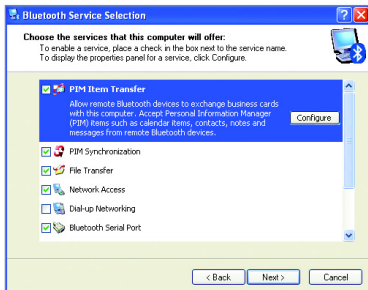 Bluetooth Service Selection
Choose the services that this computer will offer:
To enable a service, place a check in the box next to the service name.
To display the properties panel for a service, click Configure.
PIM Item Transfer
Allow remote Bluetooth devices to exchange business cards
with this computer. Accept Personal Information Manager
(PIM) items such as calendar items, contacts, notes and
messages from remote Bluetooth devices.
Configure
PIM Synchronization
File Transfer
Network Access
Dial-up Networking
Bluetooth Serial Port
< Back
Next >
Cancel